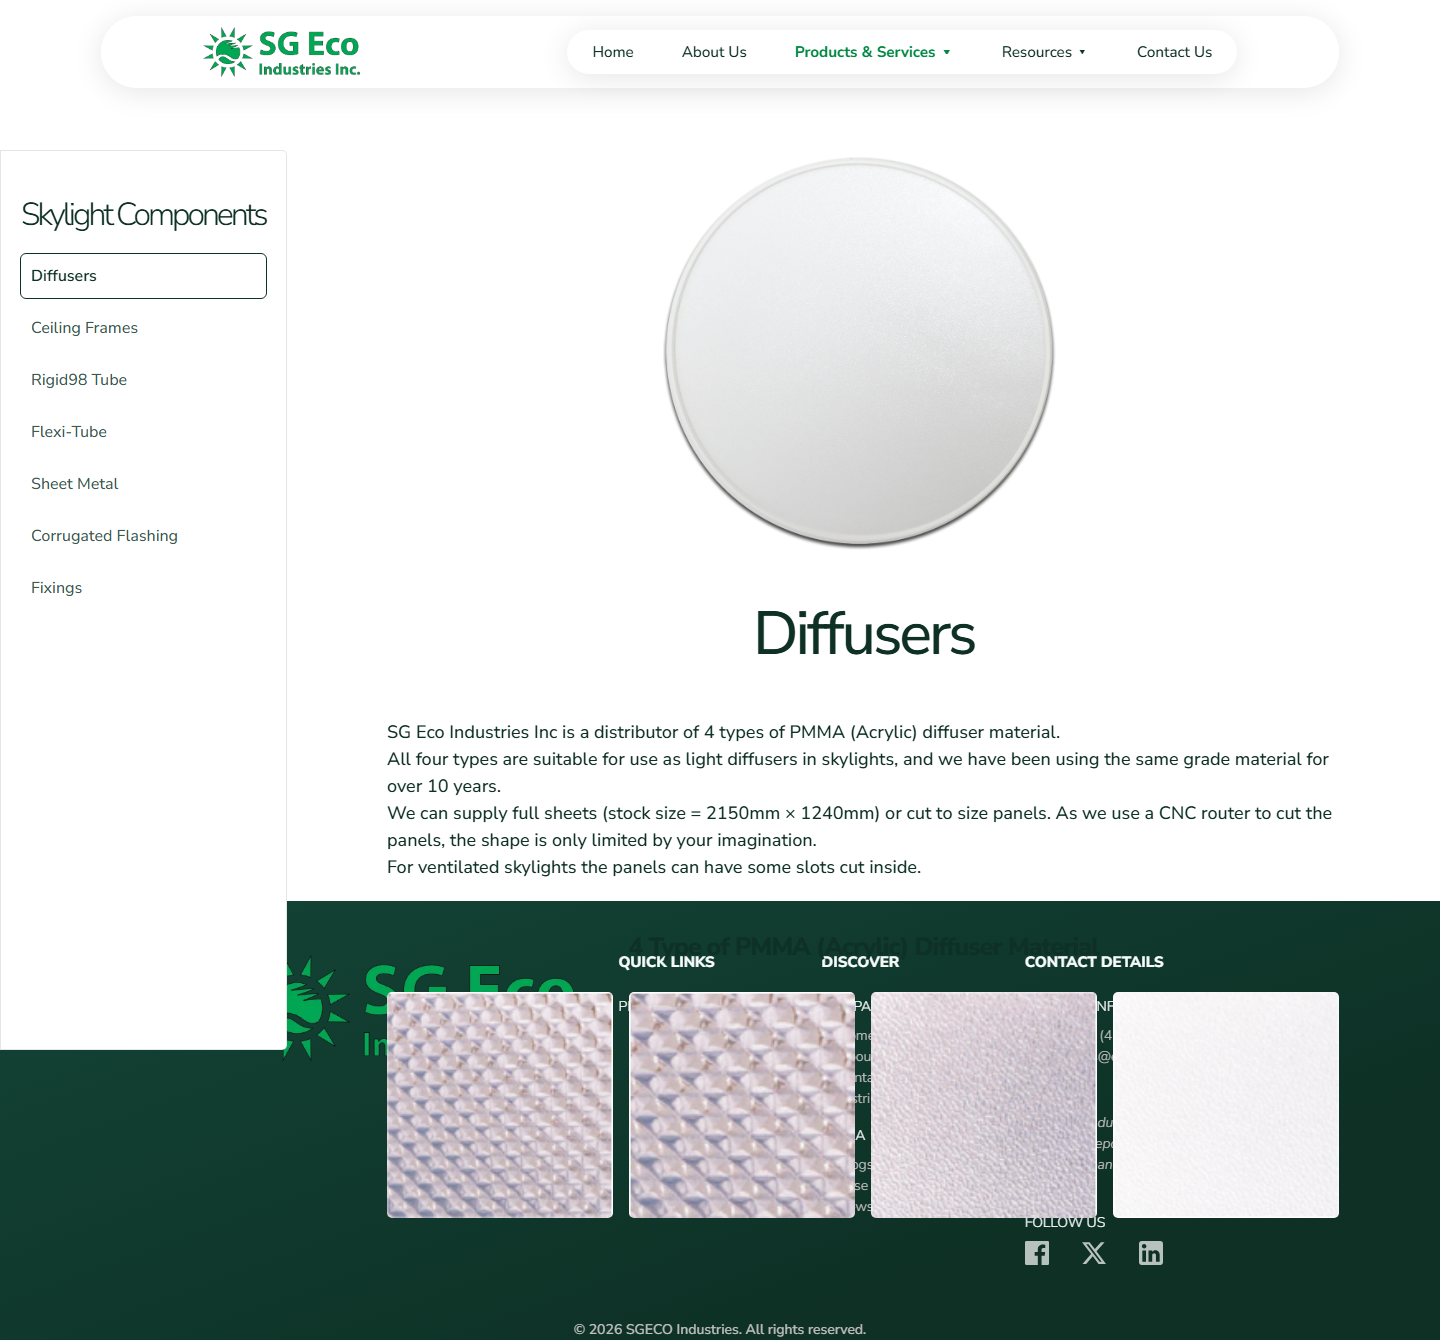 SG Eco
Industries Inc.
Home
About Us
Products & Services
Resources
Contact Us
Skylight Components
Diffusers
Ceiling Frames
Rigid98 Tube
Flexi-Tube
Sheet Metal
Corrugated Flashing
Fixings
Diffusers
SG Eco Industries Inc is a distributor of 4 types of PMMA (Acrylic) diffuser material.
All four types are suitable for use as light diffusers in skylights, and we have been using the same grade material for
over 10 years.
We can supply full sheets (stock size = 2150mm × 1240mm) or cut to size panels. As we use a CNC router to cut the
panels, the shape is only limited by your imagination.
For ventilated skylights the panels can have some slots cut inside.
4 Type of PMMA (Acrylic) Diffuser Material
SG Eco
QUICK LINKS
DISCOVER
CONTACT DETAILS
FOLLOW US
© 2026 SGECO Industries. All rights reserved.